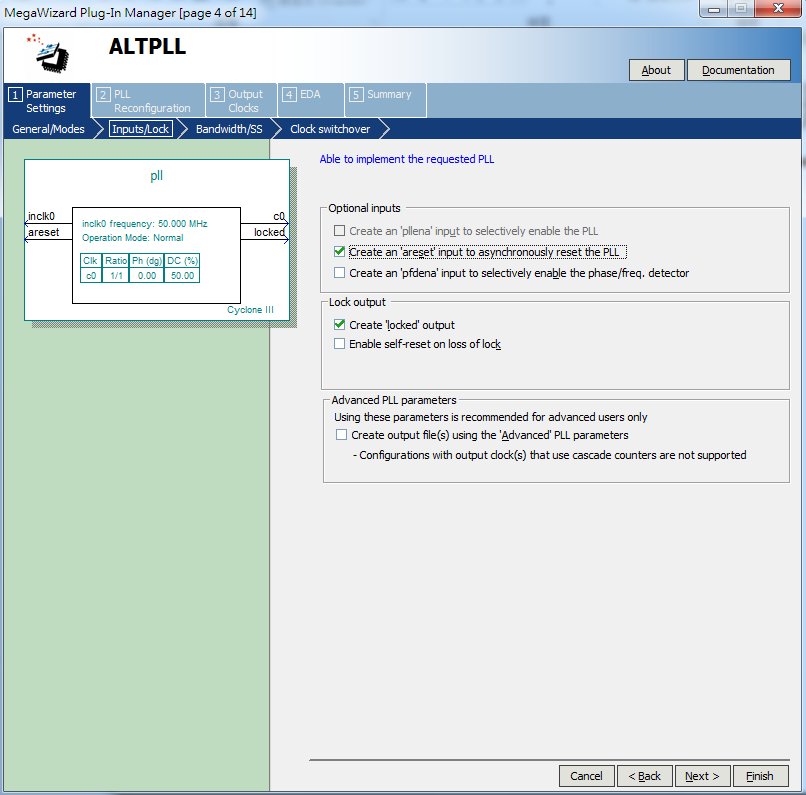 MegaWizard Plug-In Manager [page 4 of 14]
ALTPLL
About
Documentation
1 Parameter Settings
2 PLL Reconfiguration
3 Output Clocks
4 EDA
5 Summary
General/Modes
Inputs/Lock
Bandwidth/SS
Clock switchover
pll
inclk0
areset
inclk0 frequency: 50.000 MHz
Operation Mode: Normal
Clk Ratio Ph (dg) DC (%)
c0 1/1 0.00 50.00
c0
locked
Cyclone III
Able to implement the requested PLL
Optional inputs
Create an 'pllena' input to selectively enable the PLL
Create an 'areset' input to asynchronously reset the PLL
Create an 'pfdena' input to selectively enable the phase/freq. detector
Lock output
Create 'locked' output
Enable self-reset on loss of lock
Advanced PLL parameters
Using these parameters is recommended for advanced users only
Create output file(s) using the 'Advanced' PLL parameters
- Configurations with output clock(s) that use cascade counters are not supported
Cancel
< Back
Next >
Finish